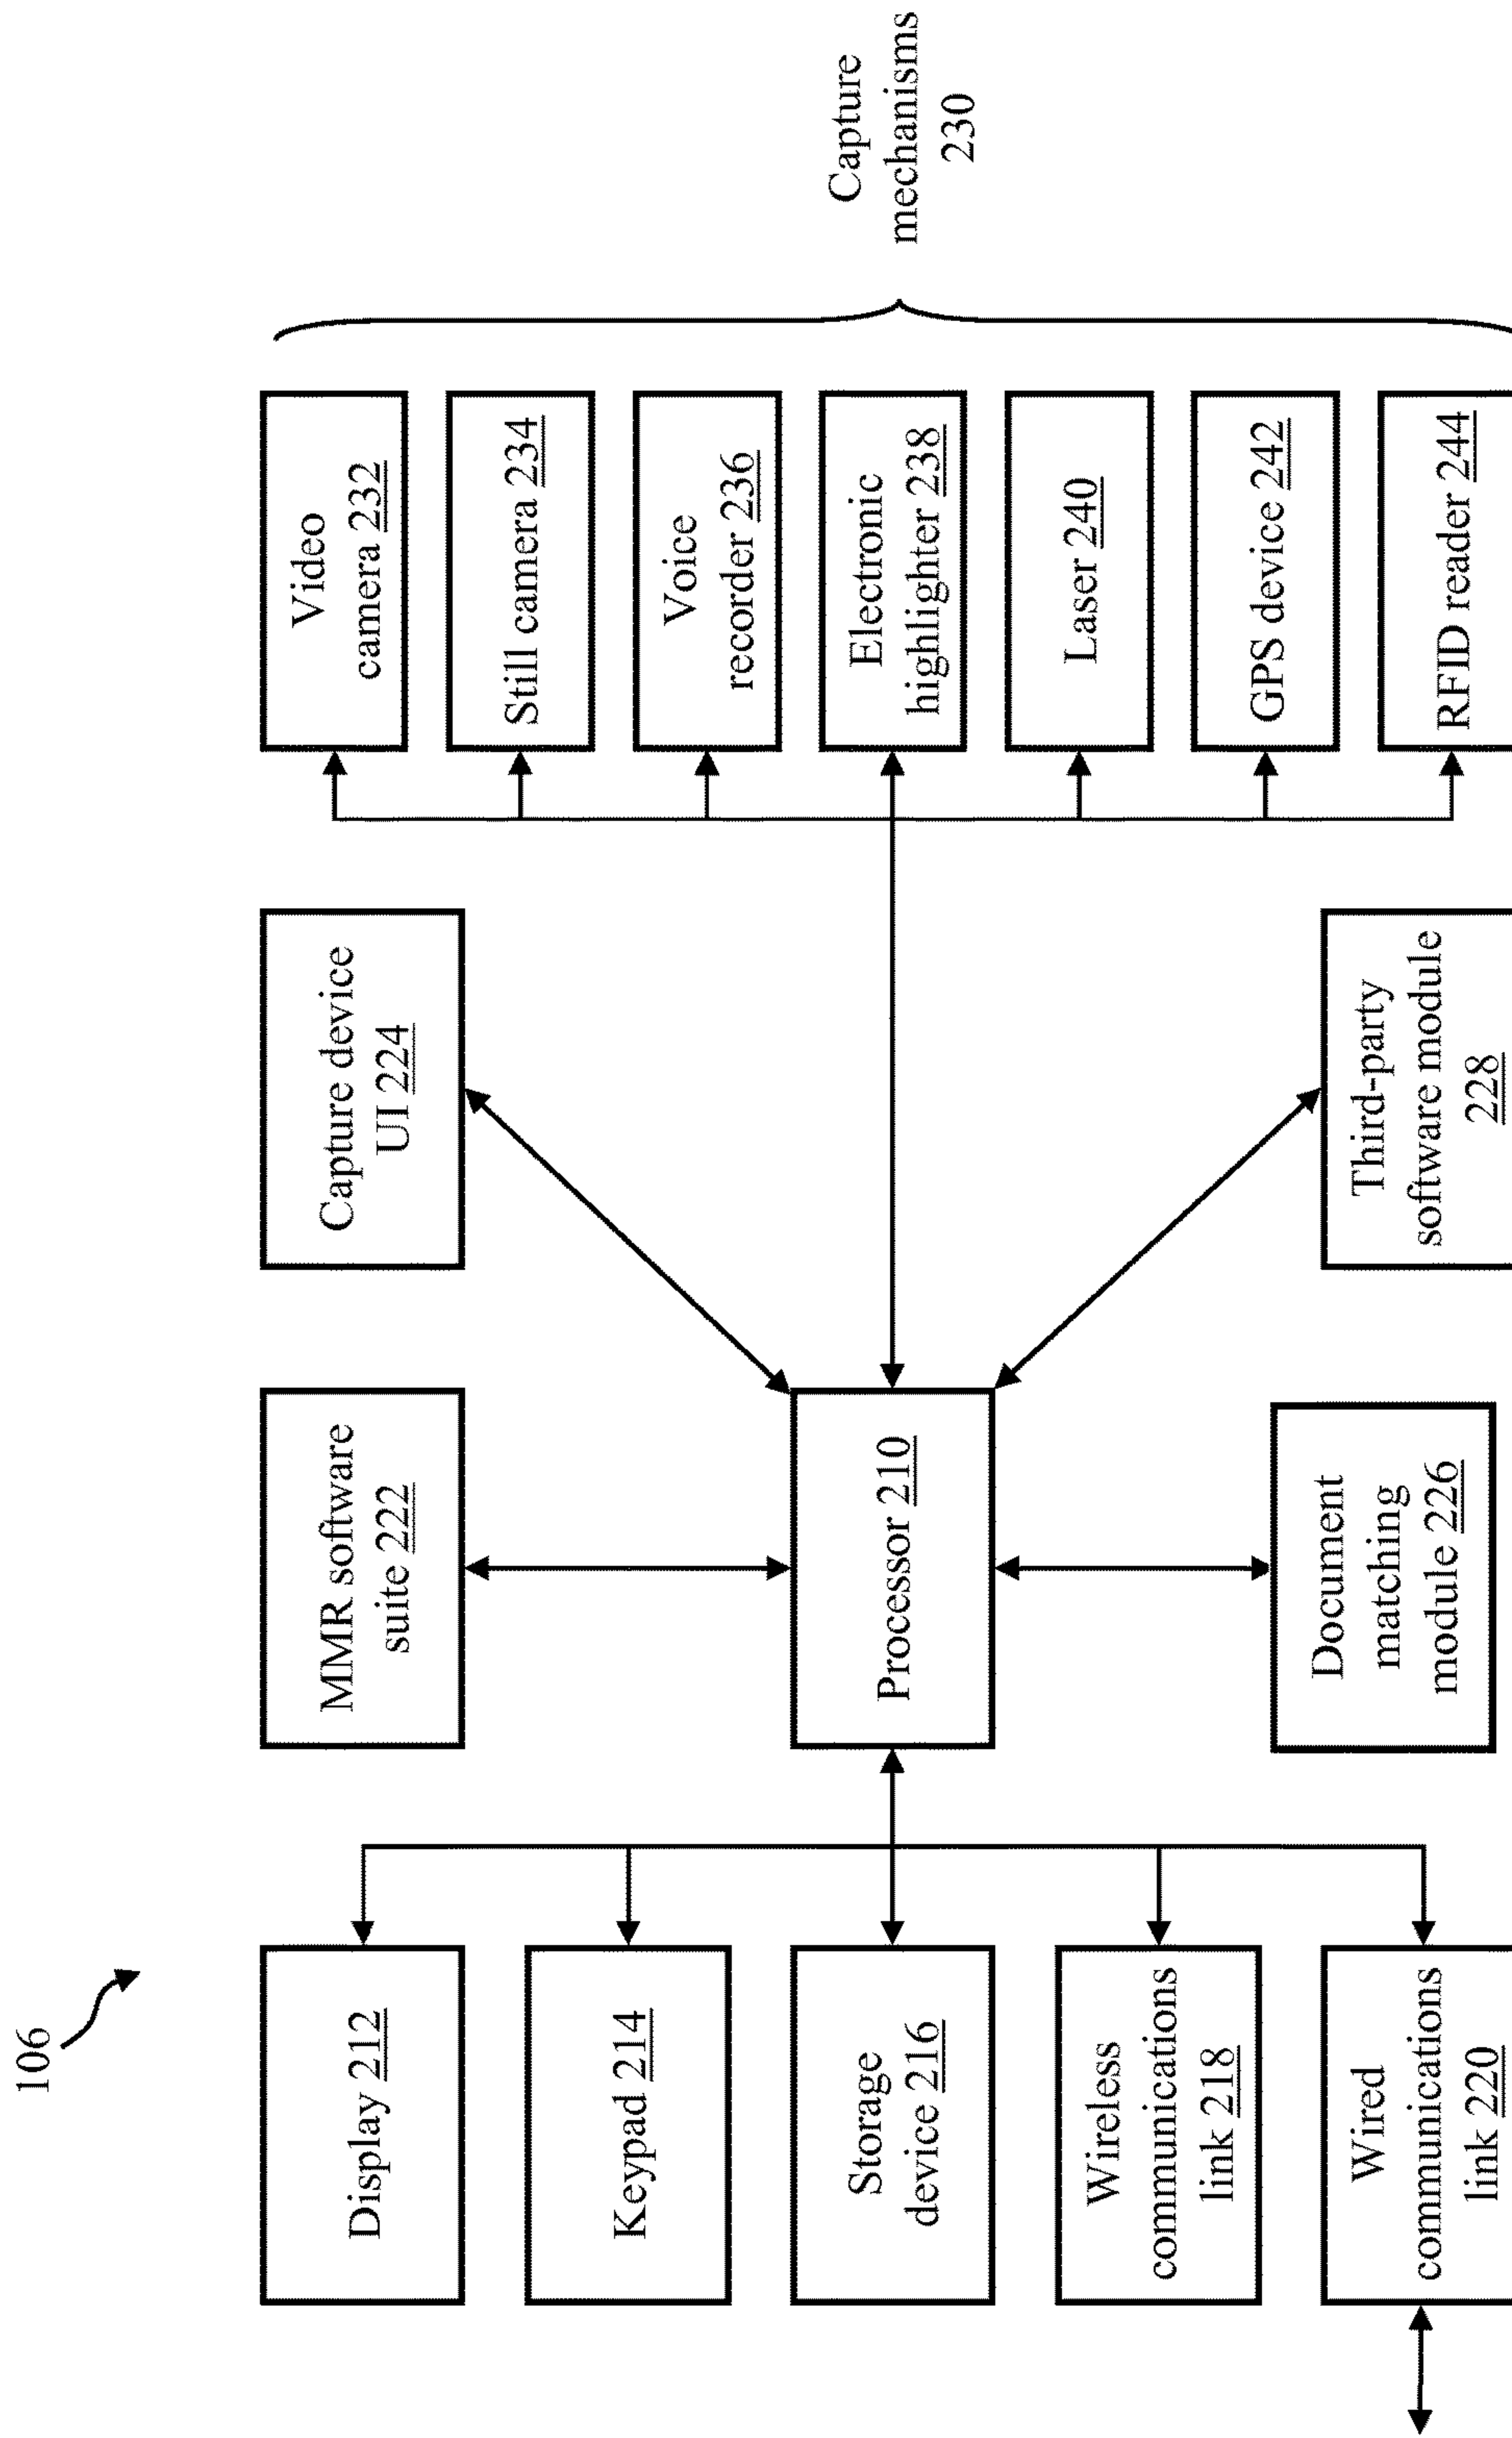 106
Display 212
Keypad 214
Storage
device 216
Wireless
communications
link 218
Wired
communications
link 220
MMR software
suite 222
Processor 210
Document
matching
module 226
Capture device
UI 224
Third-party
software module
228
Video
camera 232
Still camera 234
Voice
recorder 236
Electronic
highlighter 238
Laser 240
GPS device 242
RFID reader 244
Capture
mechanisms
230